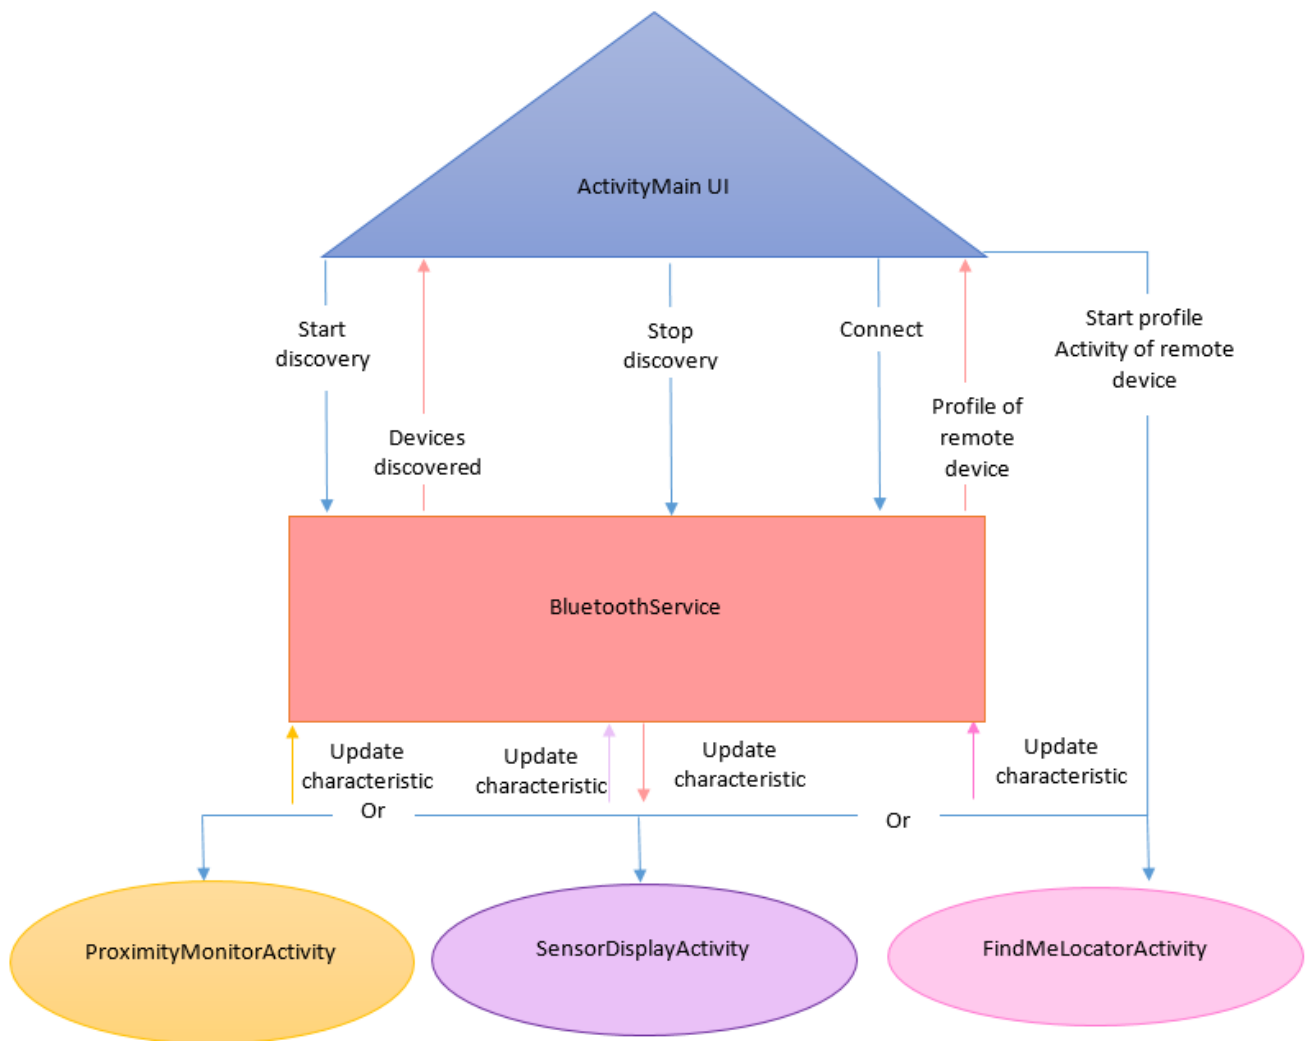 ActivityMain UI
Start
discovery
Stop
discovery
Connect
Start profile
Activity of remote
device
Devices
discovered
Profile of
remote
device
BluetoothService
Update
characteristic
Or
Update
characteristic
Update
characteristic
Update
characteristic
Or
ProximityMonitorActivity
SensorDisplayActivity
FindMeLocatorActivity